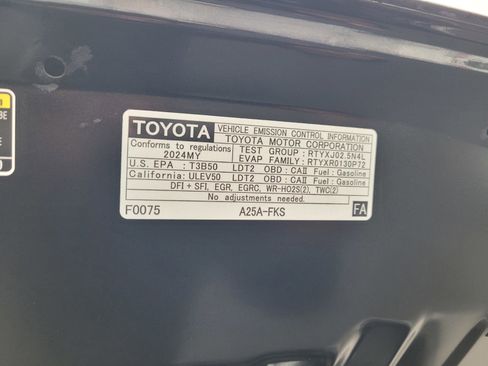 TOYOTA VEHICLE EMISSION CONTROL INFORMATION
TOYOTA MOTOR CORPORATION
Conforms to regulations TEST GROUP : RTYXJ02.5N4L
2024MY EVAP FAMILY : RTYXR0130P72
U.S. EPA : T3B50 LDT2 OBD : CAII Fuel : Gasoline
California: ULEV50 LDT2 OBD : CAII Fuel : Gasoline
DFI + SFI, EGR, EGRC, WR-HO2S(2), TWC(2)
No adjustments needed.
F0075 A25A-FKS FA